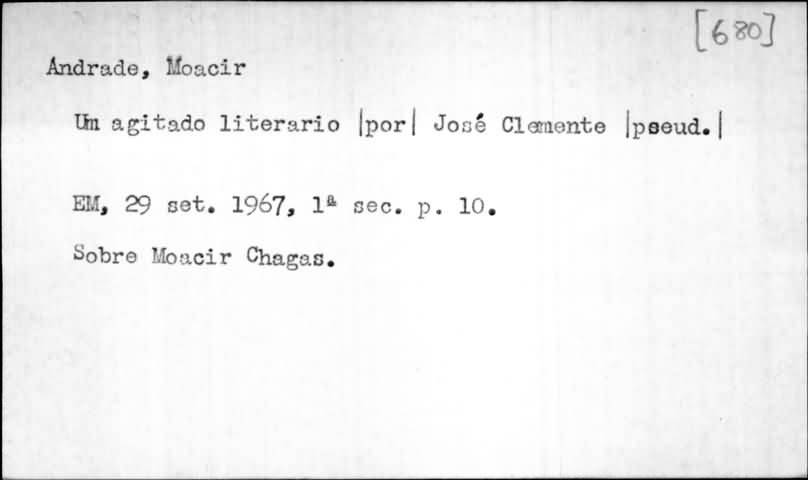 [680]
Andrade, Moacir
Um agitado literario |por| José Clemente |pseud.|
EM, 29 set. 1967, 1ª sec. p. 10.
Sobre Moacir Chagas.